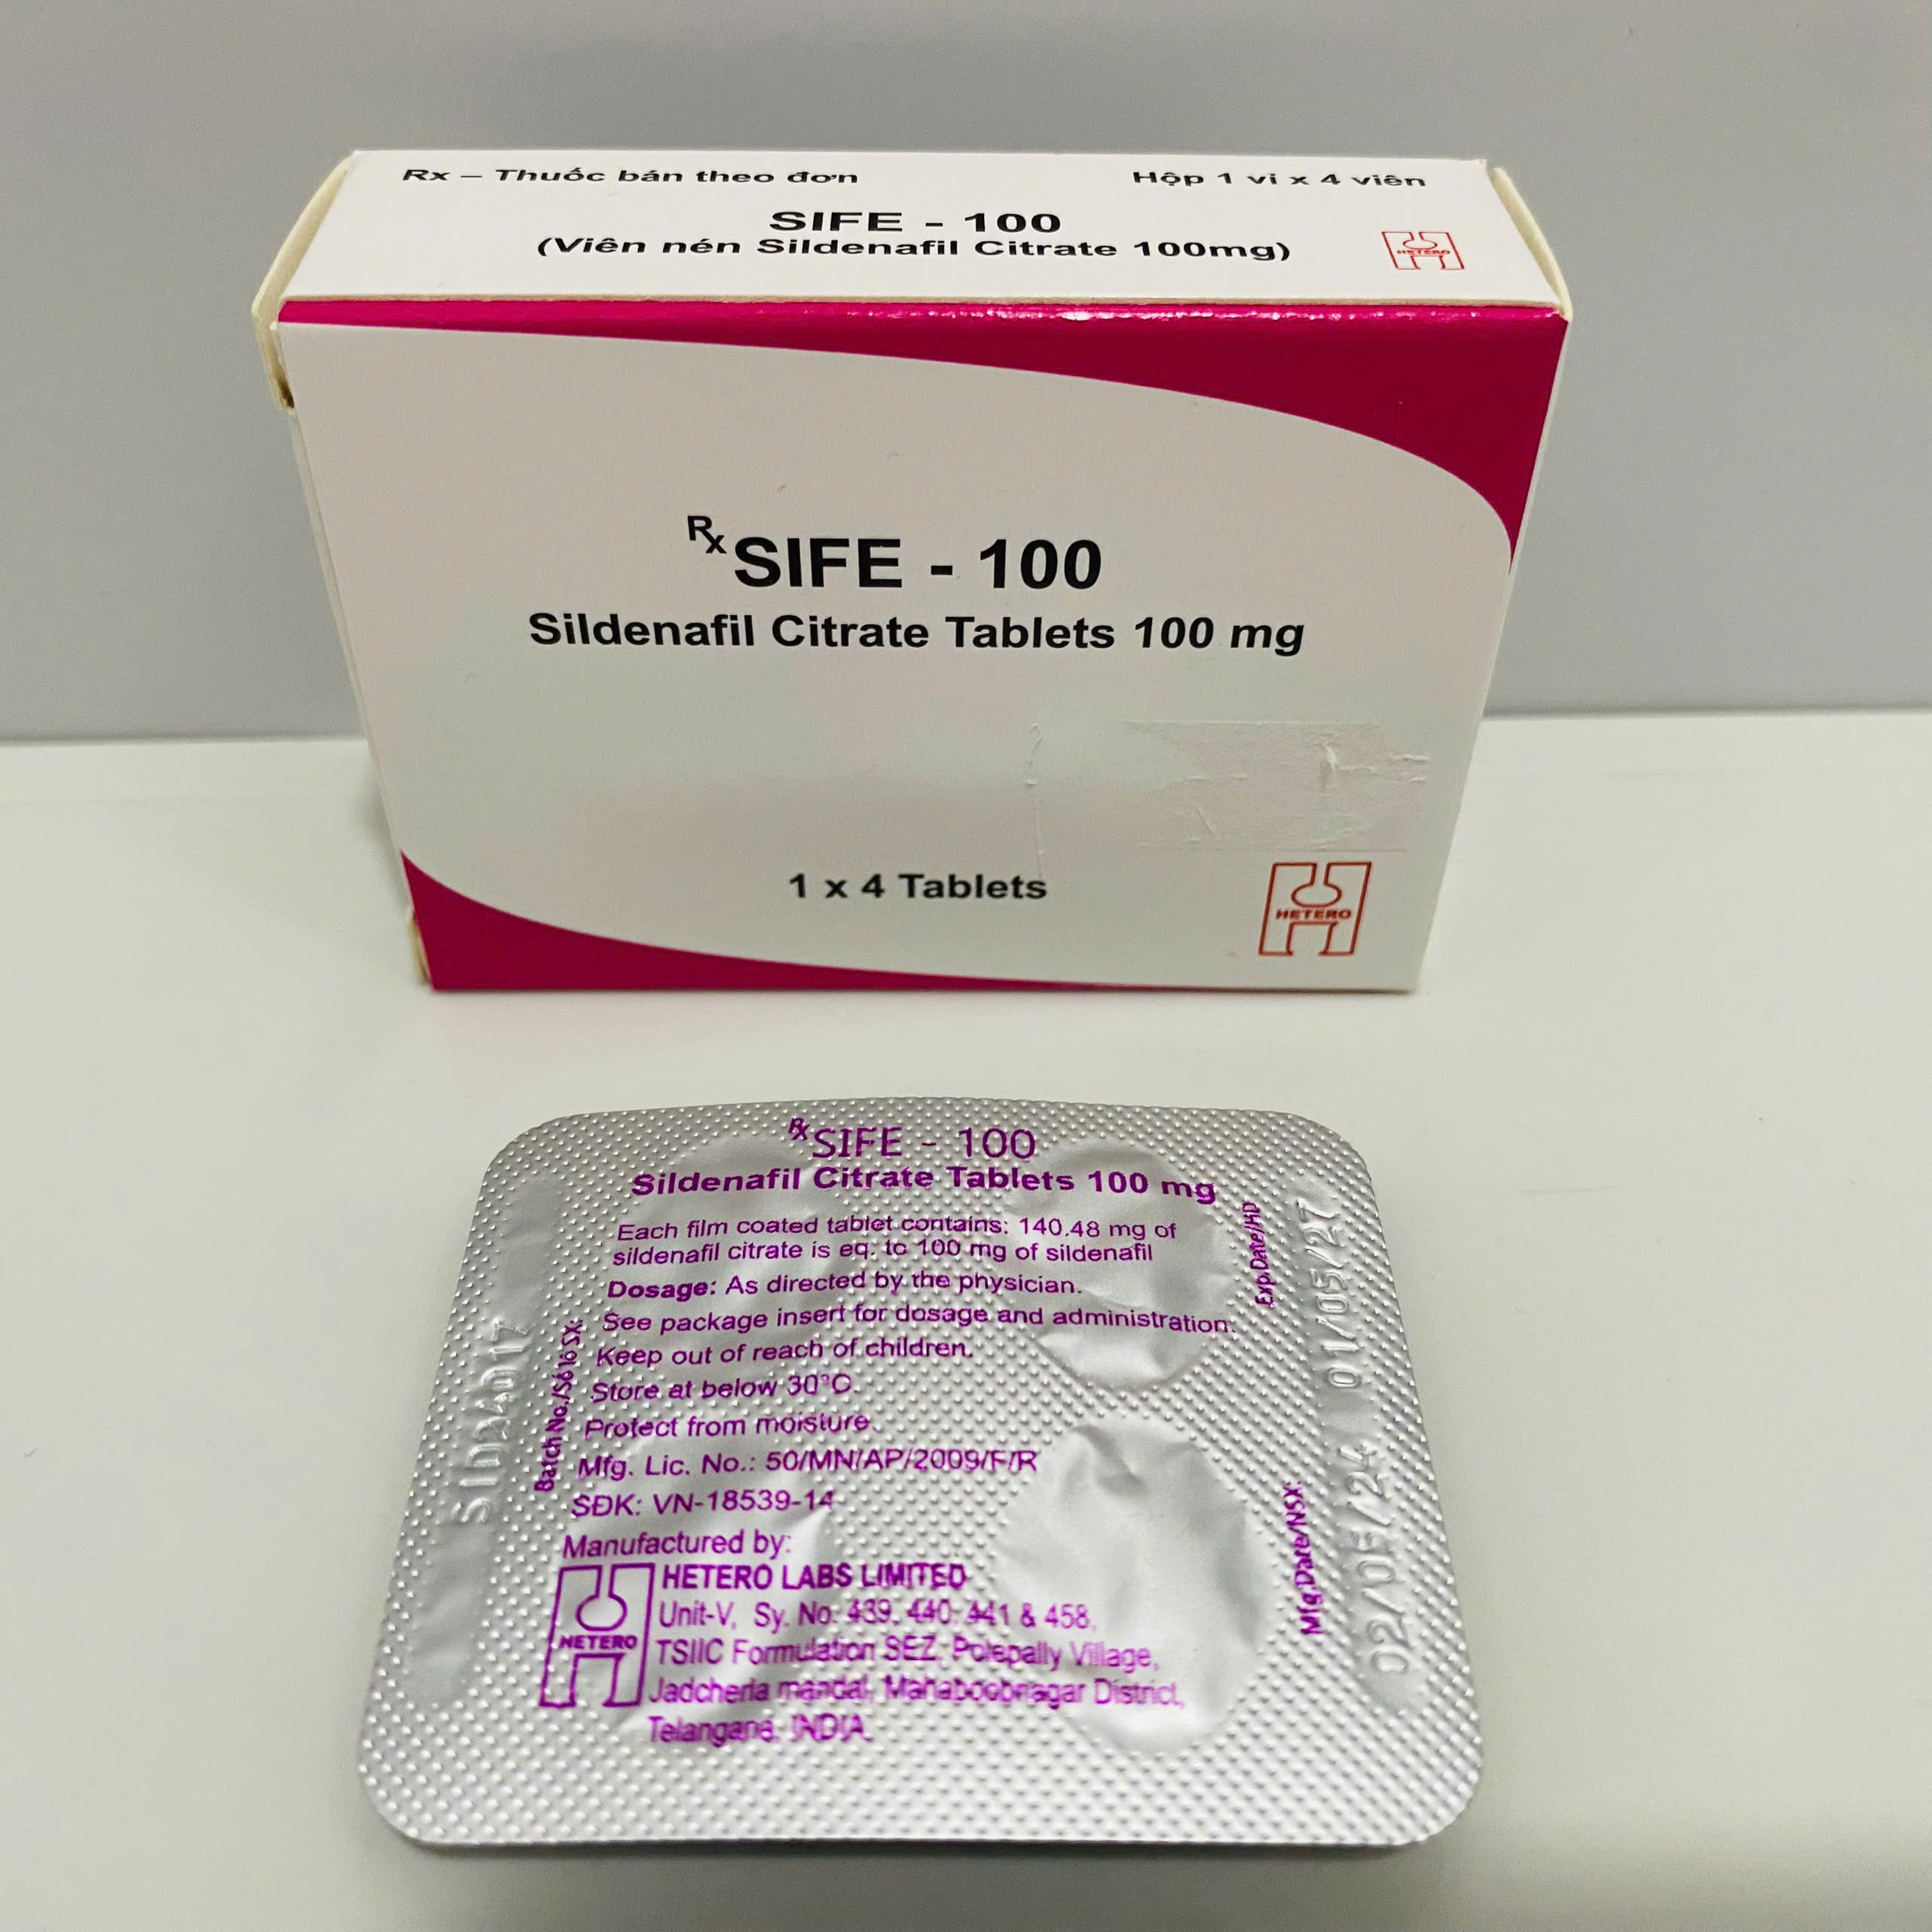 Rx – Thuốc bán theo đơn
Hộp 1 vỉ x 4 viên
SIFE - 100
(Viên nén Sildenafil Citrate 100mg)
HETERO
Rx SIFE - 100
Sildenafil Citrate Tablets 100 mg
1 x 4 Tablets
HETERO
Rx SIFE - 100
Sildenafil Citrate Tablets 100 mg
Each film coated tablet contains: 140.48 mg of
sildenafil citrate is eq. to 100 mg of sildenafil
Dosage: As directed by the physician.
See package insert for dosage and administration.
Keep out of reach of children.
Store at below 30°C.
Protect from moisture.
Mfg. Lic. No.: 50/MN/AP/2009/F/R
SĐK: VN-18539-14
Manufactured by:
HETERO LABS LIMITED
Unit-V, Sy. No: 439, 440, 441 & 458,
TSIIC Formulation SEZ, Polepally Village,
Jadcherla mandal, Mahaboobnagar District,
Telangana, INDIA.
HETERO
Batch No./Số lô SX:
Exp.Date/HD
01/05/27
Mfg.Date/NSX:
02/05/24